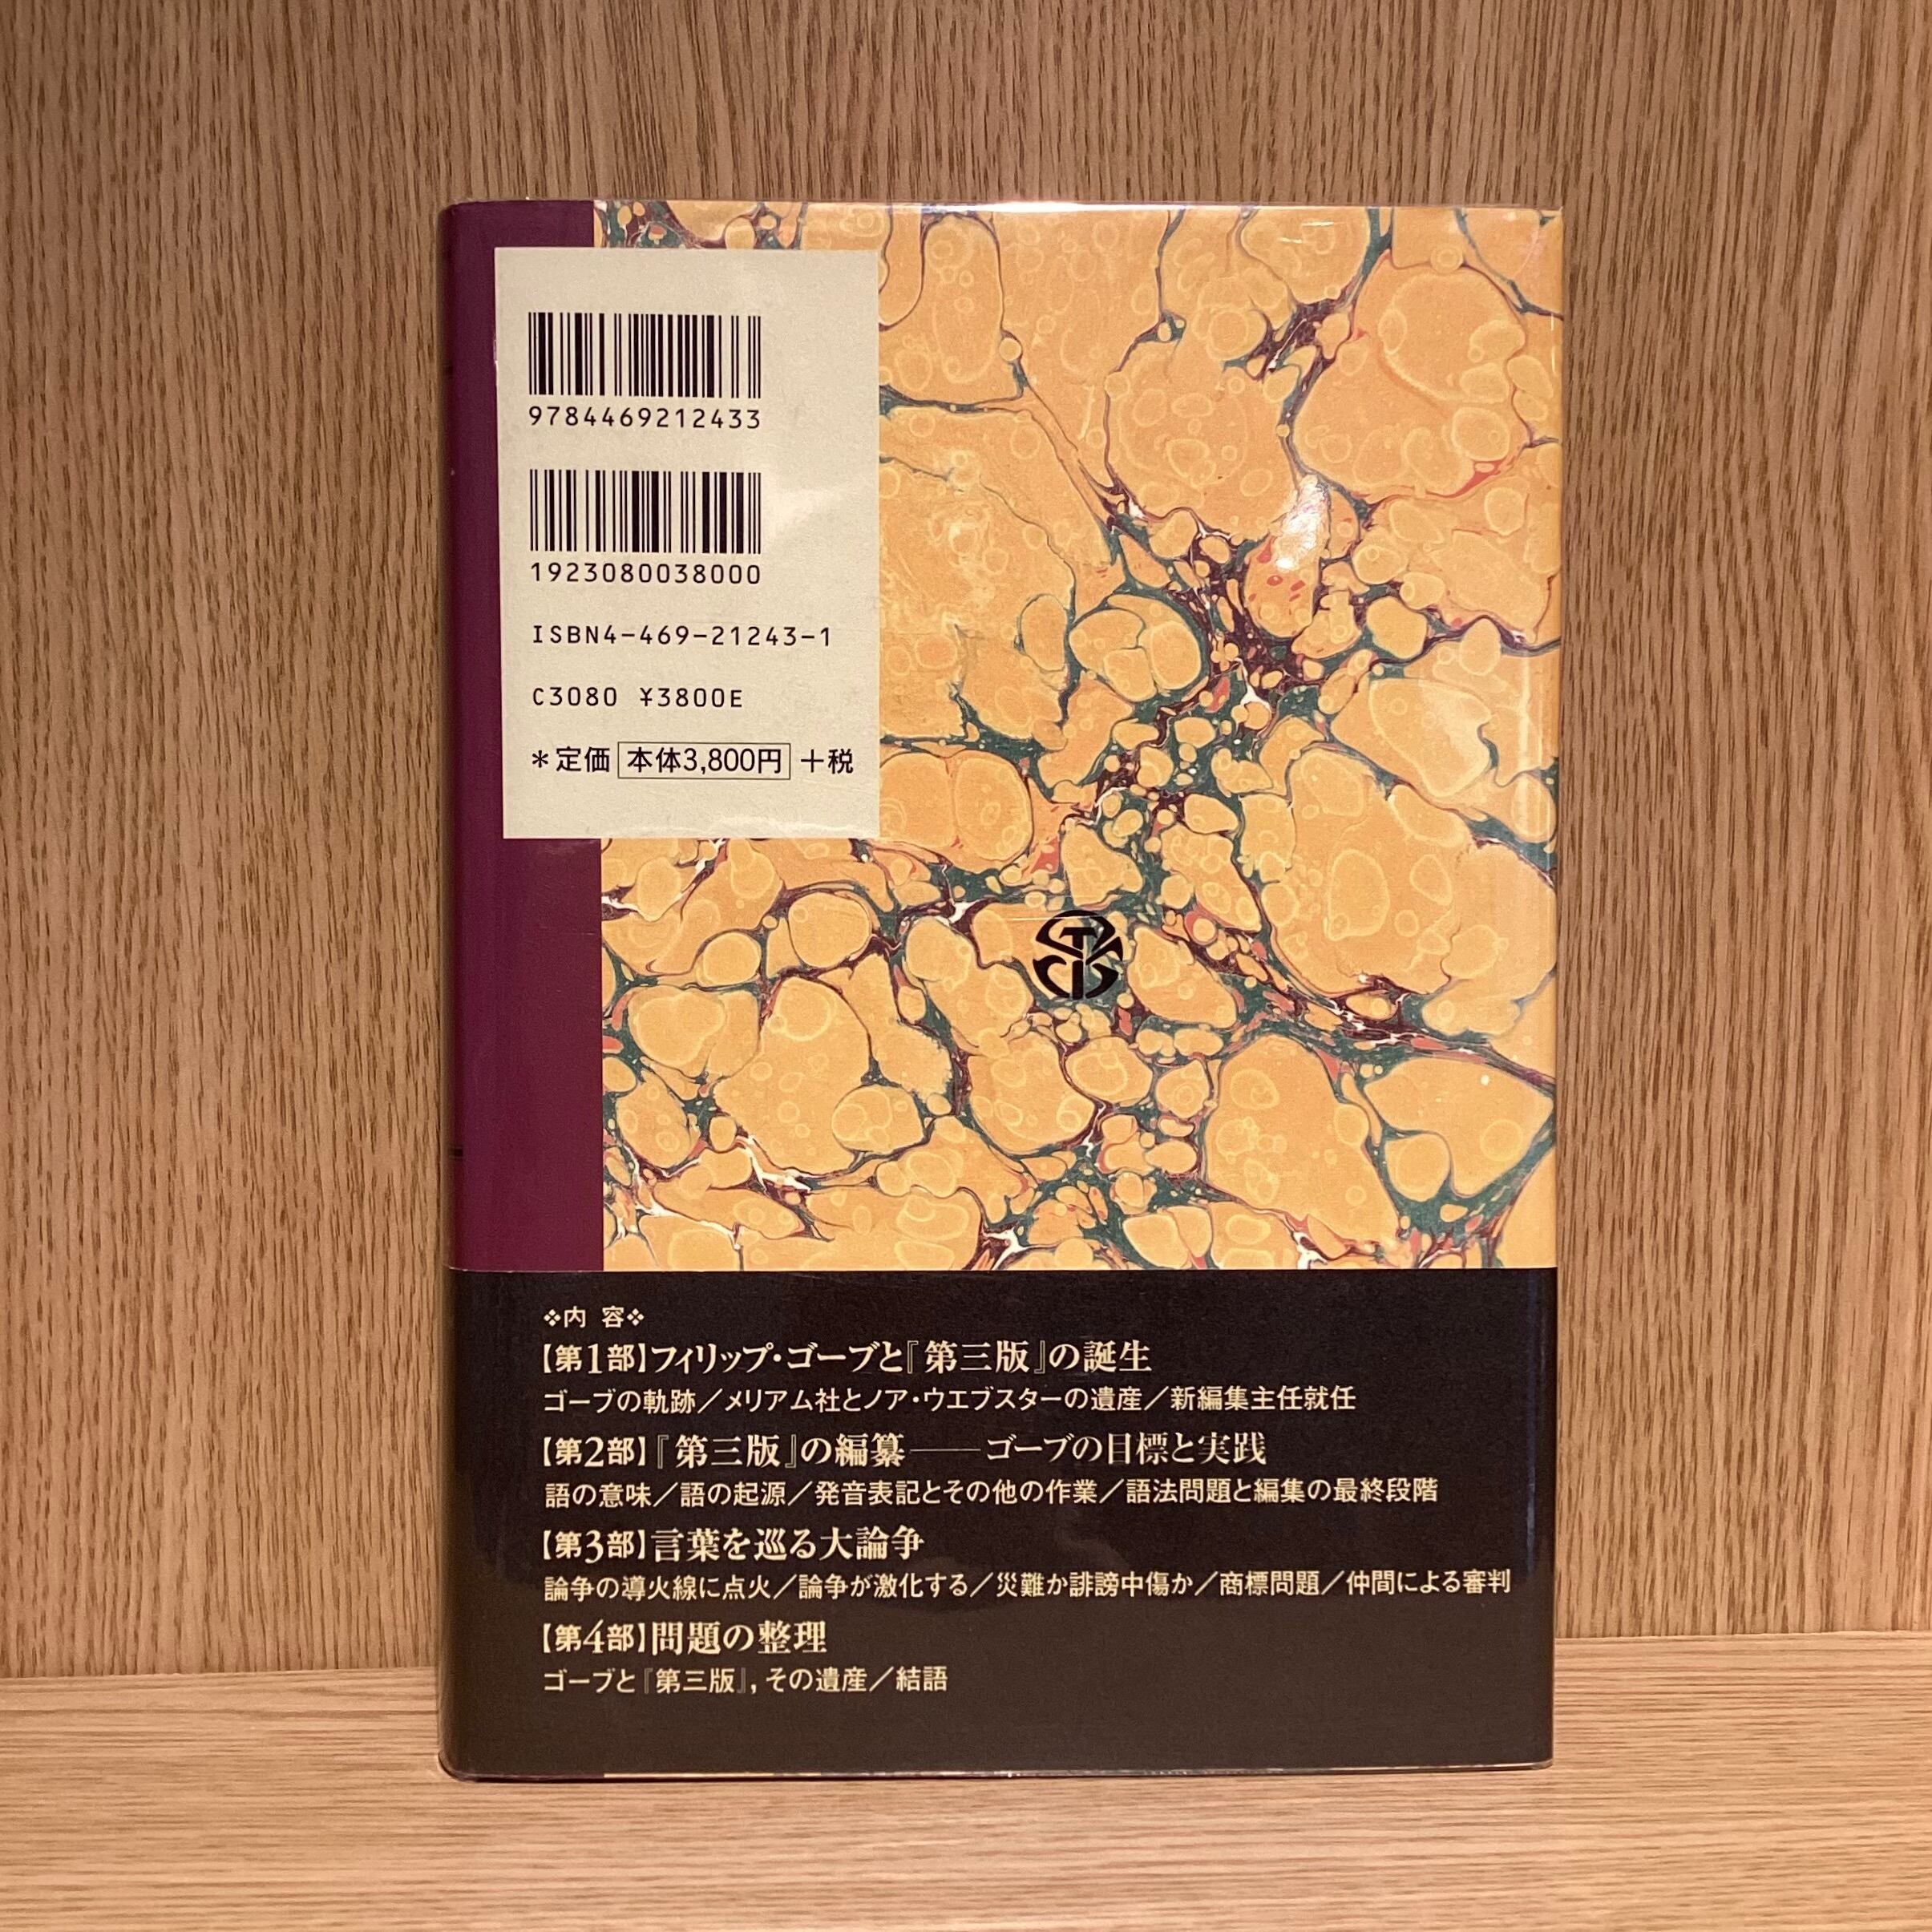 9784469212433
1923080038000
ISBN4-469-21243-1
C3080 ¥3800E
*定価 本体3,800円 +税
❖内 容❖
【第1部】フィリップ・ゴーブと『第三版』の誕生
ゴーブの軌跡/メリアム社とノア・ウエブスターの遺産/新編集主任就任
【第2部】『第三版』の編纂――ゴーブの目標と実践
語の意味/語の起源/発音表記とその他の作業/語法問題と編集の最終段階
【第3部】言葉を巡る大論争
論争の導火線に点火/論争が激化する/災難か誹謗中傷か/商標問題/仲間による審判
【第4部】問題の整理
ゴーブと『第三版』,その遺産/結語